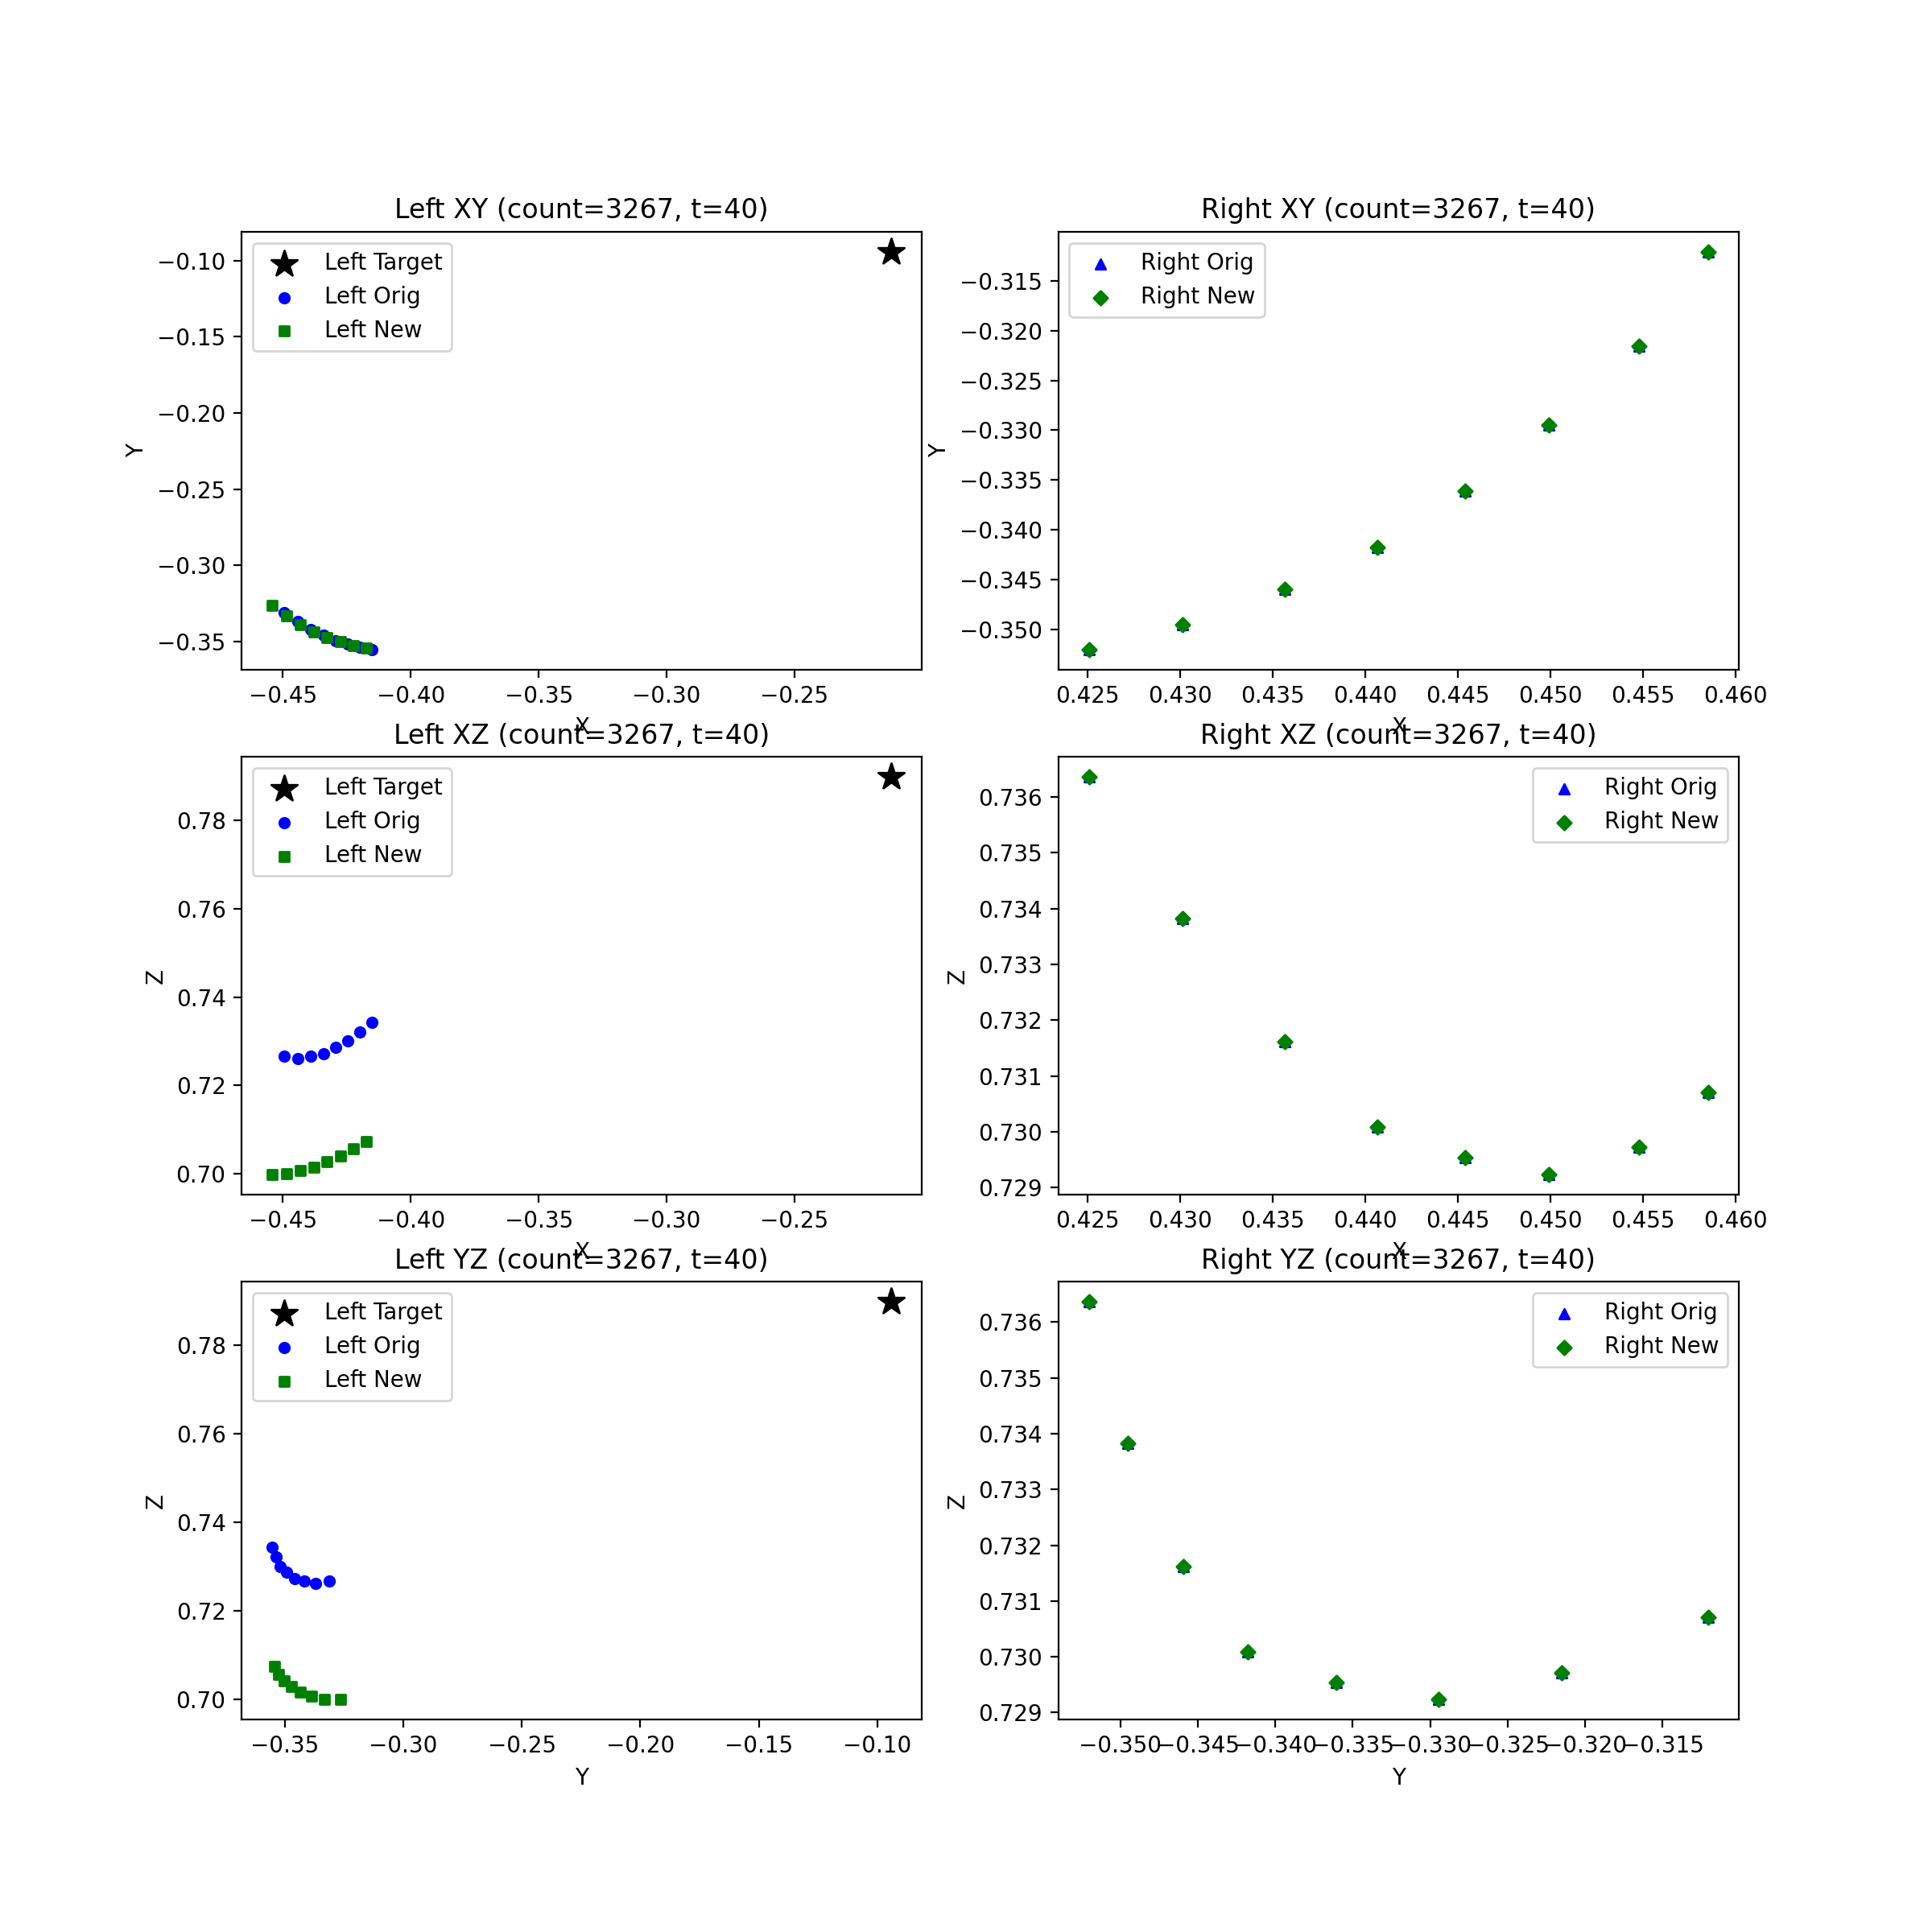 Left XY (count=3267, t=40)
Left Target
Left Orig
Left New
−0.10
−0.15
−0.20
−0.25
−0.30
−0.35
Y
−0.45
−0.40
−0.35
−0.30
−0.25
X
Right XY (count=3267, t=40)
Right Orig
Right New
−0.315
−0.320
−0.325
−0.330
−0.335
−0.340
−0.345
−0.350
Y
0.425
0.430
0.435
0.440
0.445
0.450
0.455
0.460
X
Left XZ (count=3267, t=40)
Left Target
Left Orig
Left New
0.78
0.76
0.74
0.72
0.70
Z
−0.45
−0.40
−0.35
−0.30
−0.25
X
Right XZ (count=3267, t=40)
Right Orig
Right New
0.736
0.735
0.734
0.733
0.732
0.731
0.730
0.729
Z
0.425
0.430
0.435
0.440
0.445
0.450
0.455
0.460
X
Left YZ (count=3267, t=40)
Left Target
Left Orig
Left New
0.78
0.76
0.74
0.72
0.70
Z
−0.35
−0.30
−0.25
−0.20
−0.15
−0.10
Y
Right YZ (count=3267, t=40)
Right Orig
Right New
0.736
0.735
0.734
0.733
0.732
0.731
0.730
0.729
Z
−0.350
−0.345
−0.340
−0.335
−0.330
−0.325
−0.320
−0.315
Y